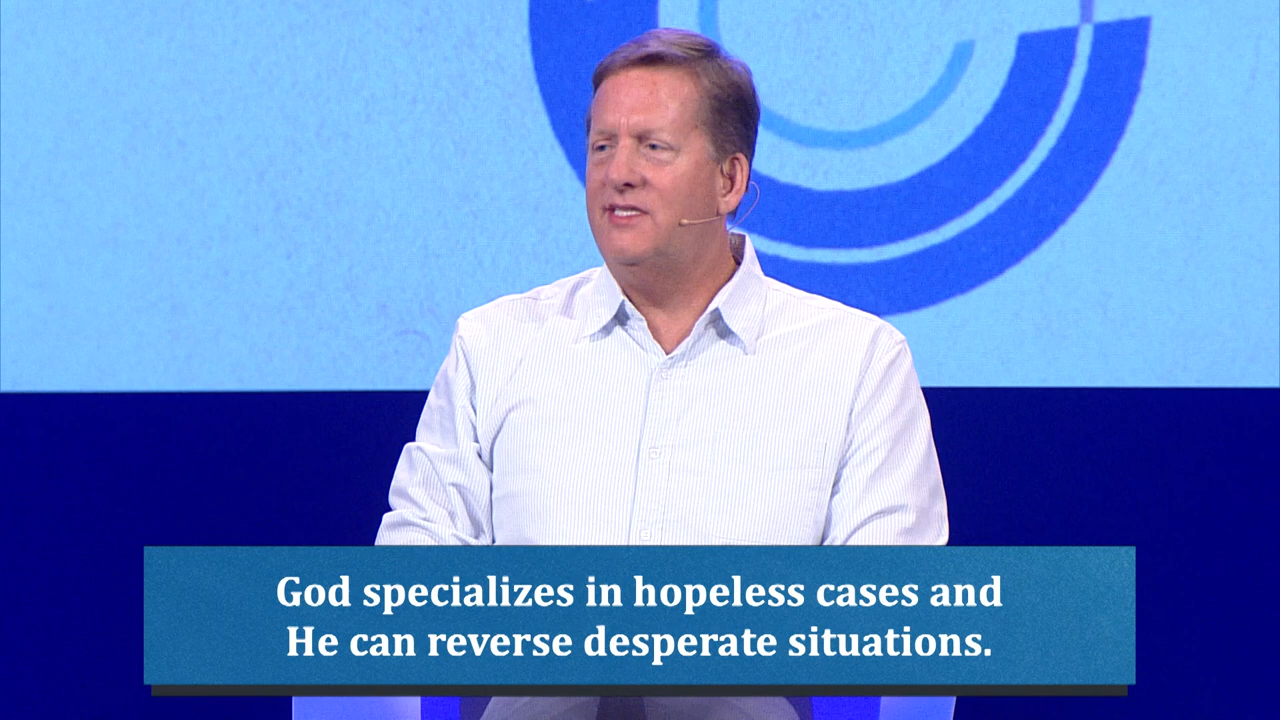 God specializes in hopeless cases and
He can reverse desperate situations.